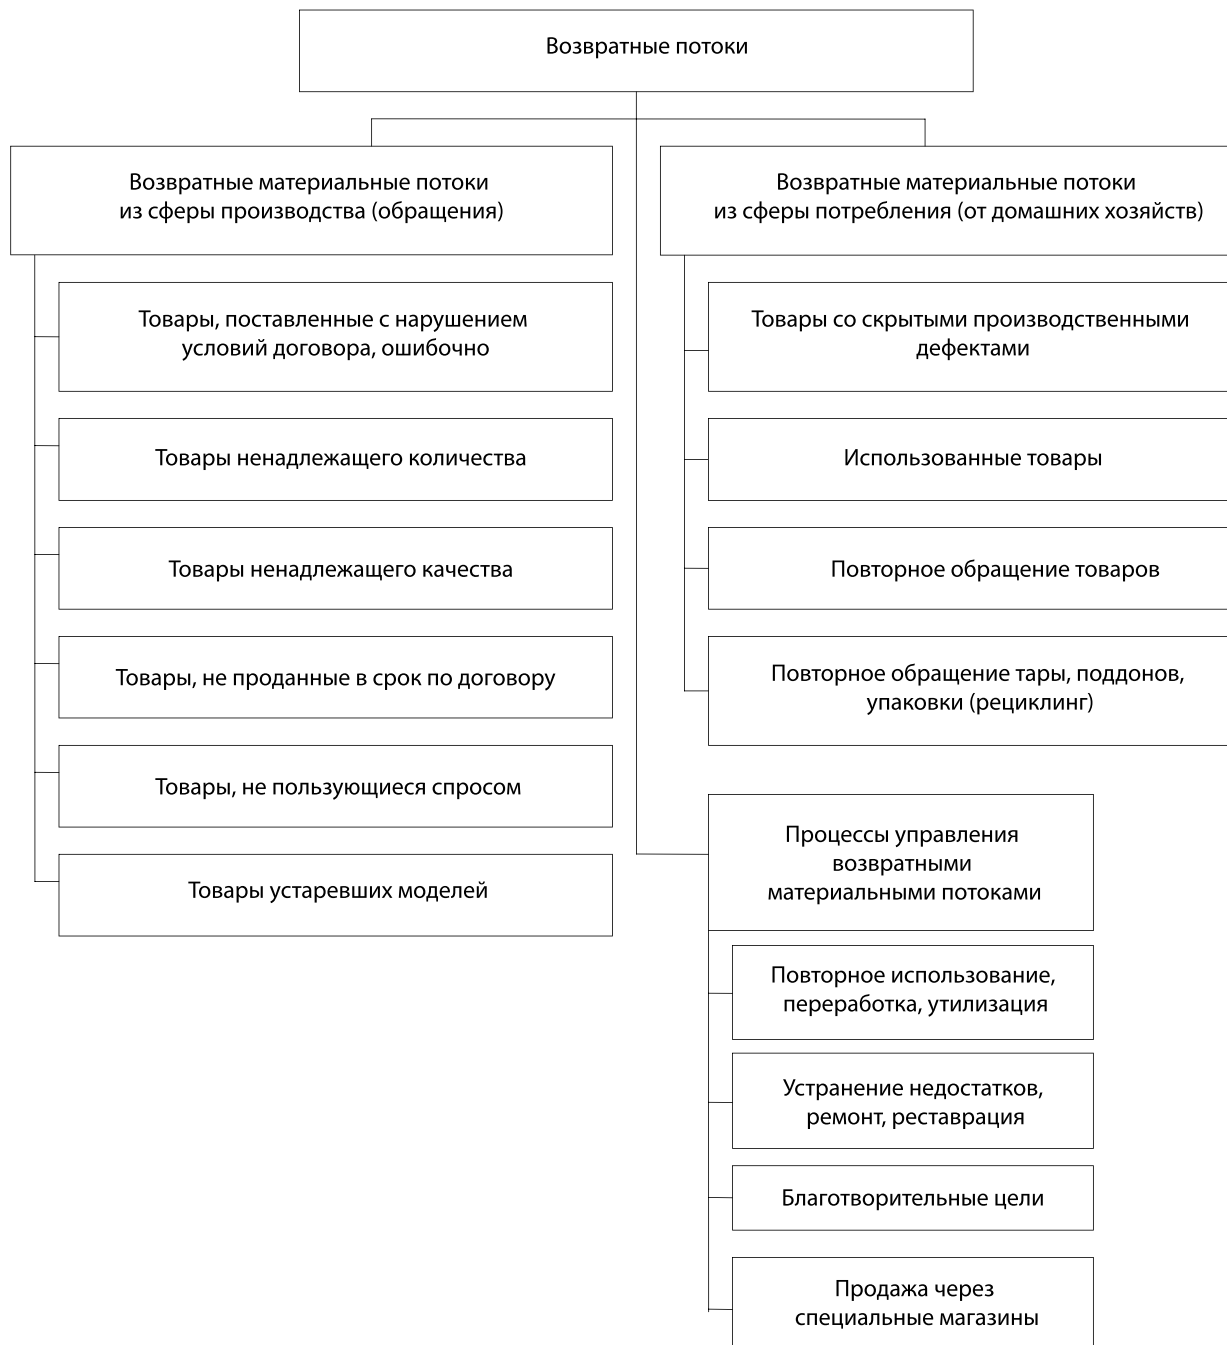 Возвратные потоки
Возвратные материальные потоки
из сферы производства (обращения)
Товары, поставленные с нарушением
условий договора, ошибочно
Товары ненадлежащего количества
Товары ненадлежащего качества
Товары, не проданные в срок по договору
Товары, не пользующиеся спросом
Товары устаревших моделей
Возвратные материальные потоки
из сферы потребления (от домашних хозяйств)
Товары со скрытыми производственными
дефектами
Использованные товары
Повторное обращение товаров
Повторное обращение тары, поддонов,
упаковки (рециклинг)
Процессы управления
возвратными
материальными потоками
Повторное использование,
переработка, утилизация
Устранение недостатков,
ремонт, реставрация
Благотворительные цели
Продажа через
специальные магазины